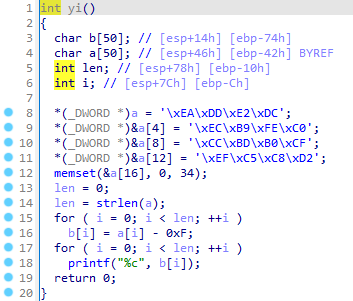 1 int yi()
2 {
3 char b[50]; // [esp+14h] [ebp-74h]
4 char a[50]; // [esp+46h] [ebp-42h] BYREF
5 int len; // [esp+78h] [ebp-10h]
6 int i; // [esp+7Ch] [ebp-Ch]
7
8 *(_DWORD *)a = '\xEA\xDD\xE2\xDC';
9 *(_DWORD *)&a[4] = '\xEC\xB9\xFE\xC0';
10 *(_DWORD *)&a[8] = '\xCC\xBD\xB0\xCF';
11 *(_DWORD *)&a[12] = '\xEF\xC5\xC8\xD2';
12 memset(&a[16], 0, 34);
13 len = 0;
14 len = strlen(a);
15 for ( i = 0; i < len; ++i )
16 b[i] = a[i] - 0xF;
17 for ( i = 0; i < len; ++i )
18 printf("%c", b[i]);
19 return 0;
20 }